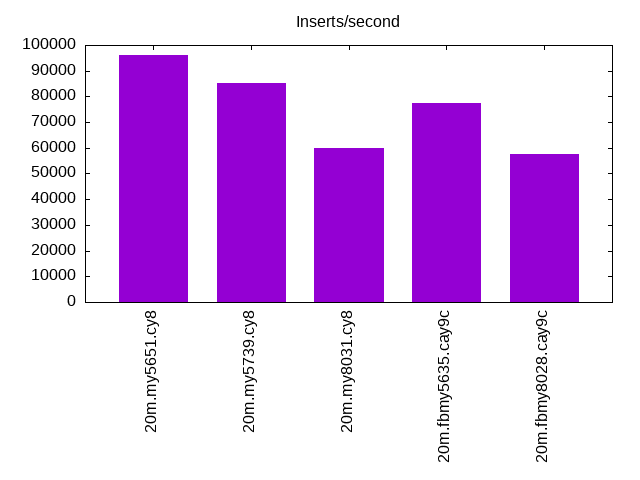 Inserts/second
100000
90000
80000
70000
60000
50000
40000
30000
20000
10000
0
20m.my5651.cy8
20m.my5739.cy8
20m.my8031.cy8
20m.fbmy5635.cay9c
20m.fbmy8028.cay9c